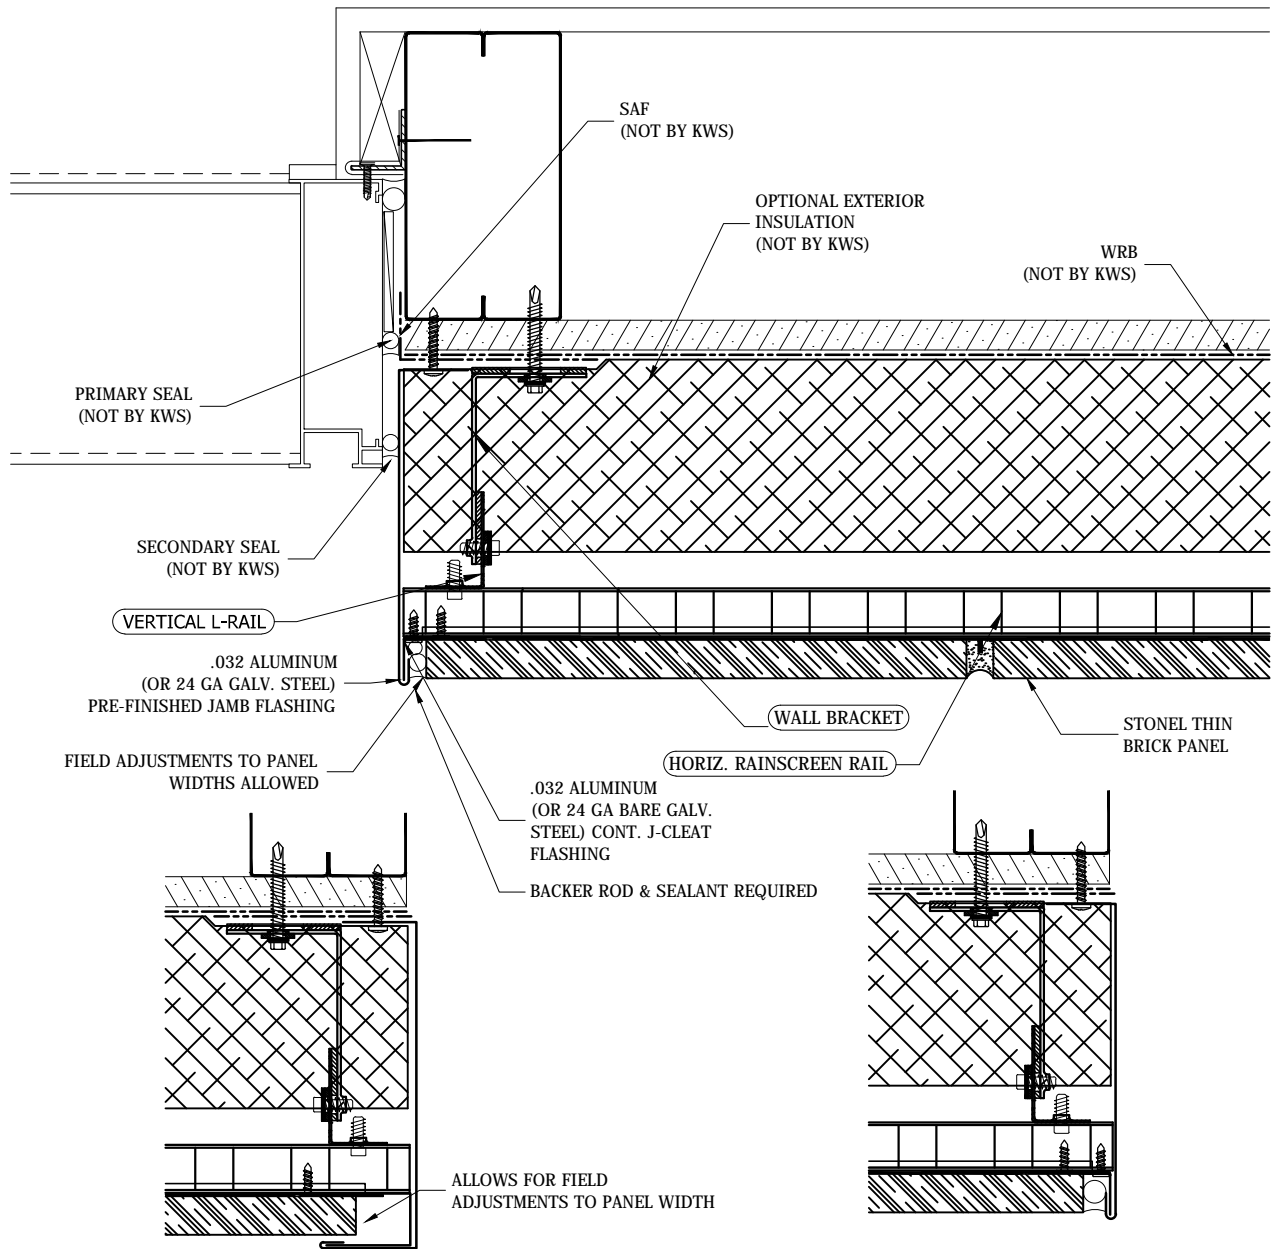 SAF
(NOT BY KWS)
OPTIONAL EXTERIOR
INSULATION
(NOT BY KWS)
WRB
(NOT BY KWS)
PRIMARY SEAL
(NOT BY KWS)
SECONDARY SEAL
(NOT BY KWS)
VERTICAL L-RAIL
.032 ALUMINUM
(OR 24 GA GALV. STEEL)
PRE-FINISHED JAMB FLASHING
WALL BRACKET
STONEL THIN
BRICK PANEL
HORIZ. RAINSCREEN RAIL
FIELD ADJUSTMENTS TO PANEL
WIDTHS ALLOWED
.032 ALUMINUM
(OR 24 GA BARE GALV.
STEEL) CONT. J-CLEAT
FLASHING
BACKER ROD & SEALANT REQUIRED
ALLOWS FOR FIELD
ADJUSTMENTS TO PANEL WIDTH